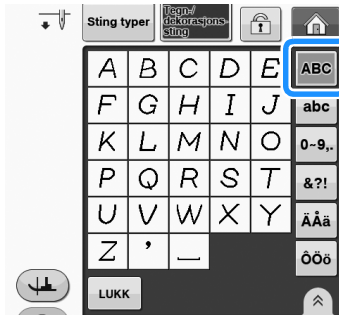 Sting typer
Tegn-/
dekorasjons-
sting
A B C D E ABC
F G H I J abc
K L M N O 0~9,.
P Q R S T &?!
U V W X Y ÄÅä
Z ’ _ ÔÖö
LUKK